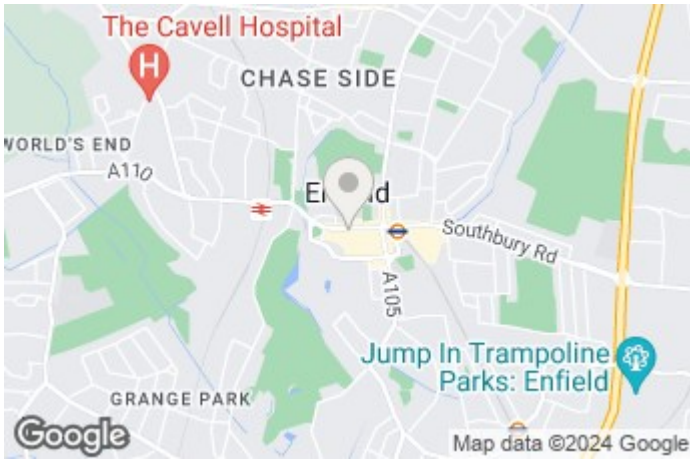 The Cavell Hospital
H
CHASE SIDE
WORLD'S END
A110
Southbury Rd
A105
Jump In Trampoline
Parks: Enfield
GRANGE PARK
Google
Map data ©2024 Google